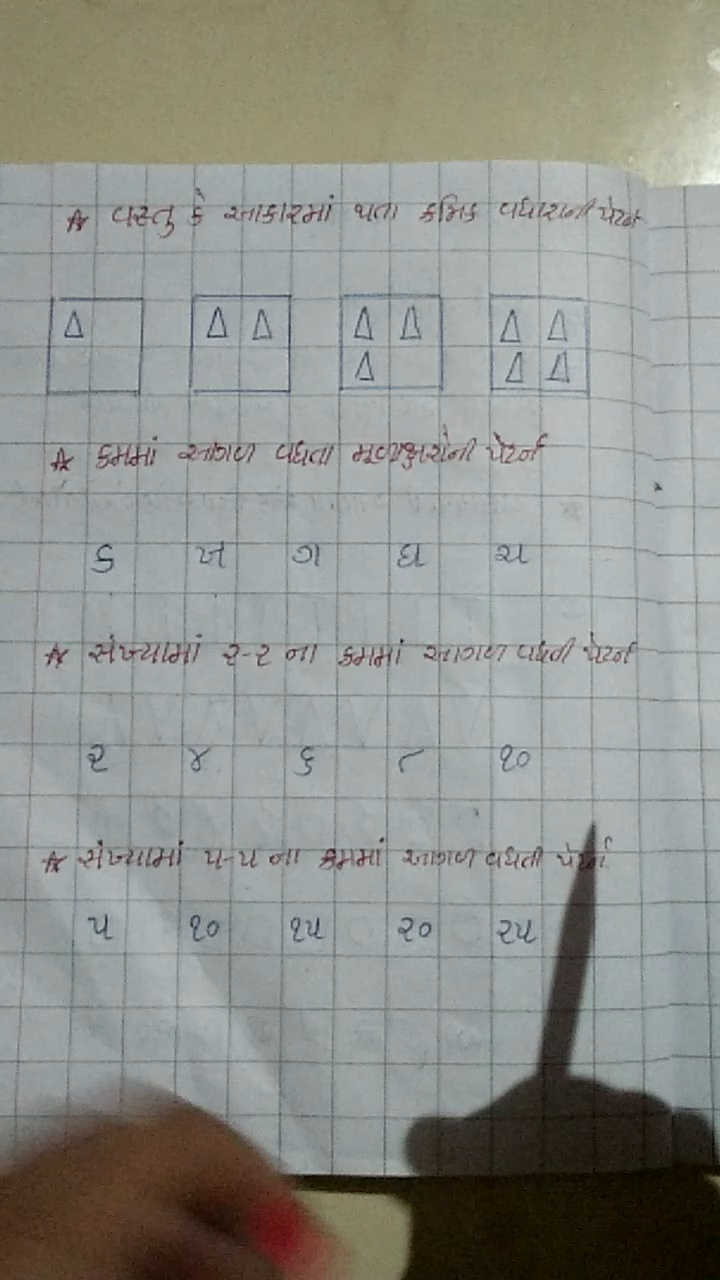 ☆ વસ્તુ કે આકારમાં થતા ક્રમિક વધારાની પેટર્ન
△ △ △ △ △ △ △
△ △ △
☆ ક્રમમાં આગળ વધતા મૂળાક્ષરોની પેટર્ન
ક ખ ગ ઘ ચ
☆ સંખ્યામાં ૨-૨ ના ક્રમમાં આગળ વધતી પેટર્ન
૨ ૪ ૬ ૮ ૧૦
☆ સંખ્યામાં ૫-૫ ના ક્રમમાં આગળ વધતી પેટર્ન
૫ ૧૦ ૧૫ ૨૦ ૨૫